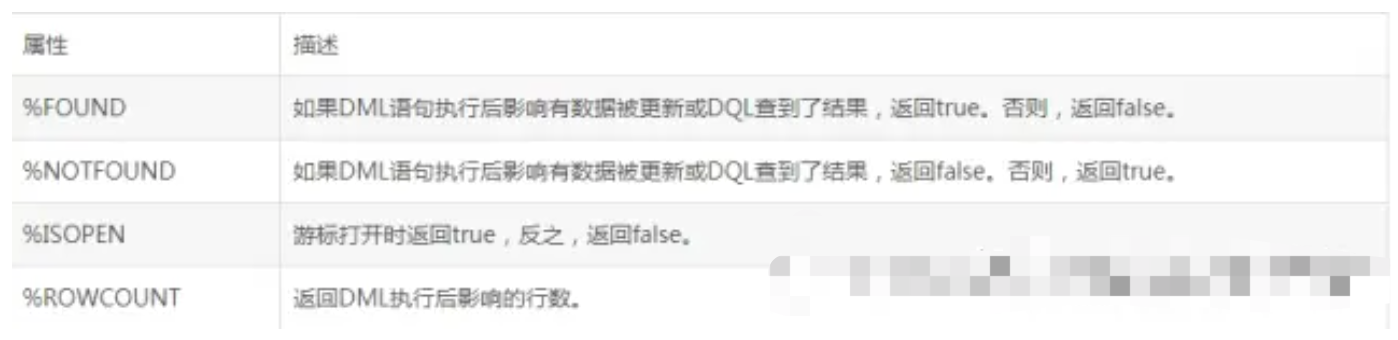 属性 描述
%FOUND 如果DML语句执行后影响有数据被更新或DQL查到了结果，返回true。否则，返回false。
%NOTFOUND 如果DML语句执行后影响有数据被更新或DQL查到了结果，返回false。否则，返回true。
%ISOPEN 游标打开时返回true，反之，返回false。
%ROWCOUNT 返回DML执行后影响的行数。